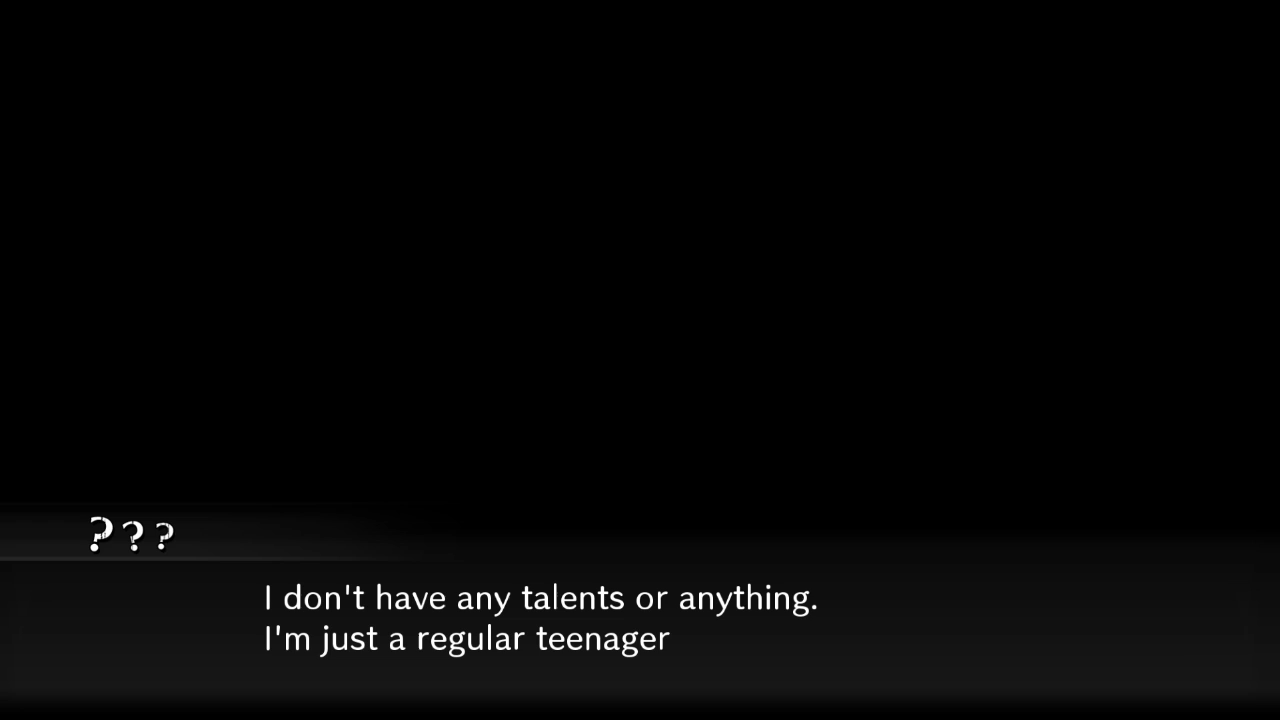 ???
I don't have any talents or anything.
I'm just a regular teenager